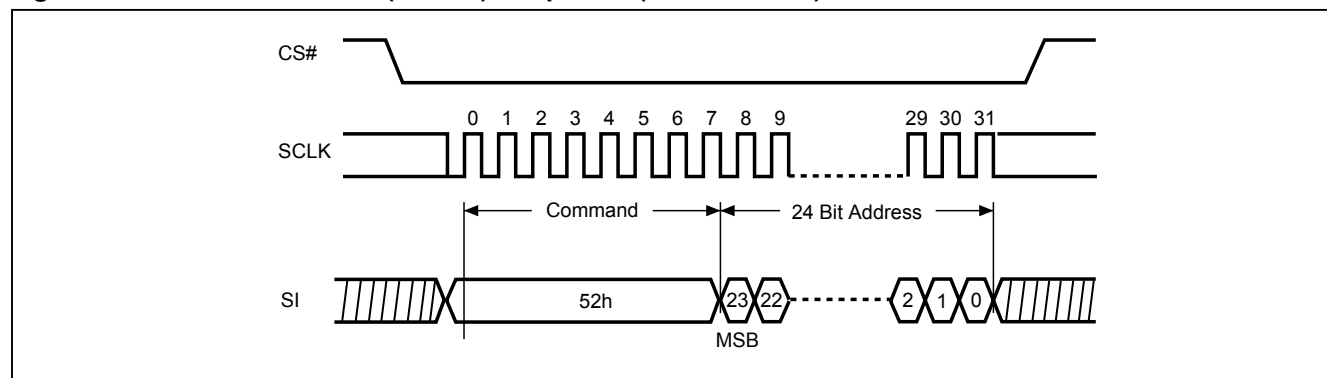 CS#
0 1 2 3 4 5 6 7 8 9 29 30 31
SCLK
Command 24 Bit Address
SI 52h 23 22 2 1 0
MSB